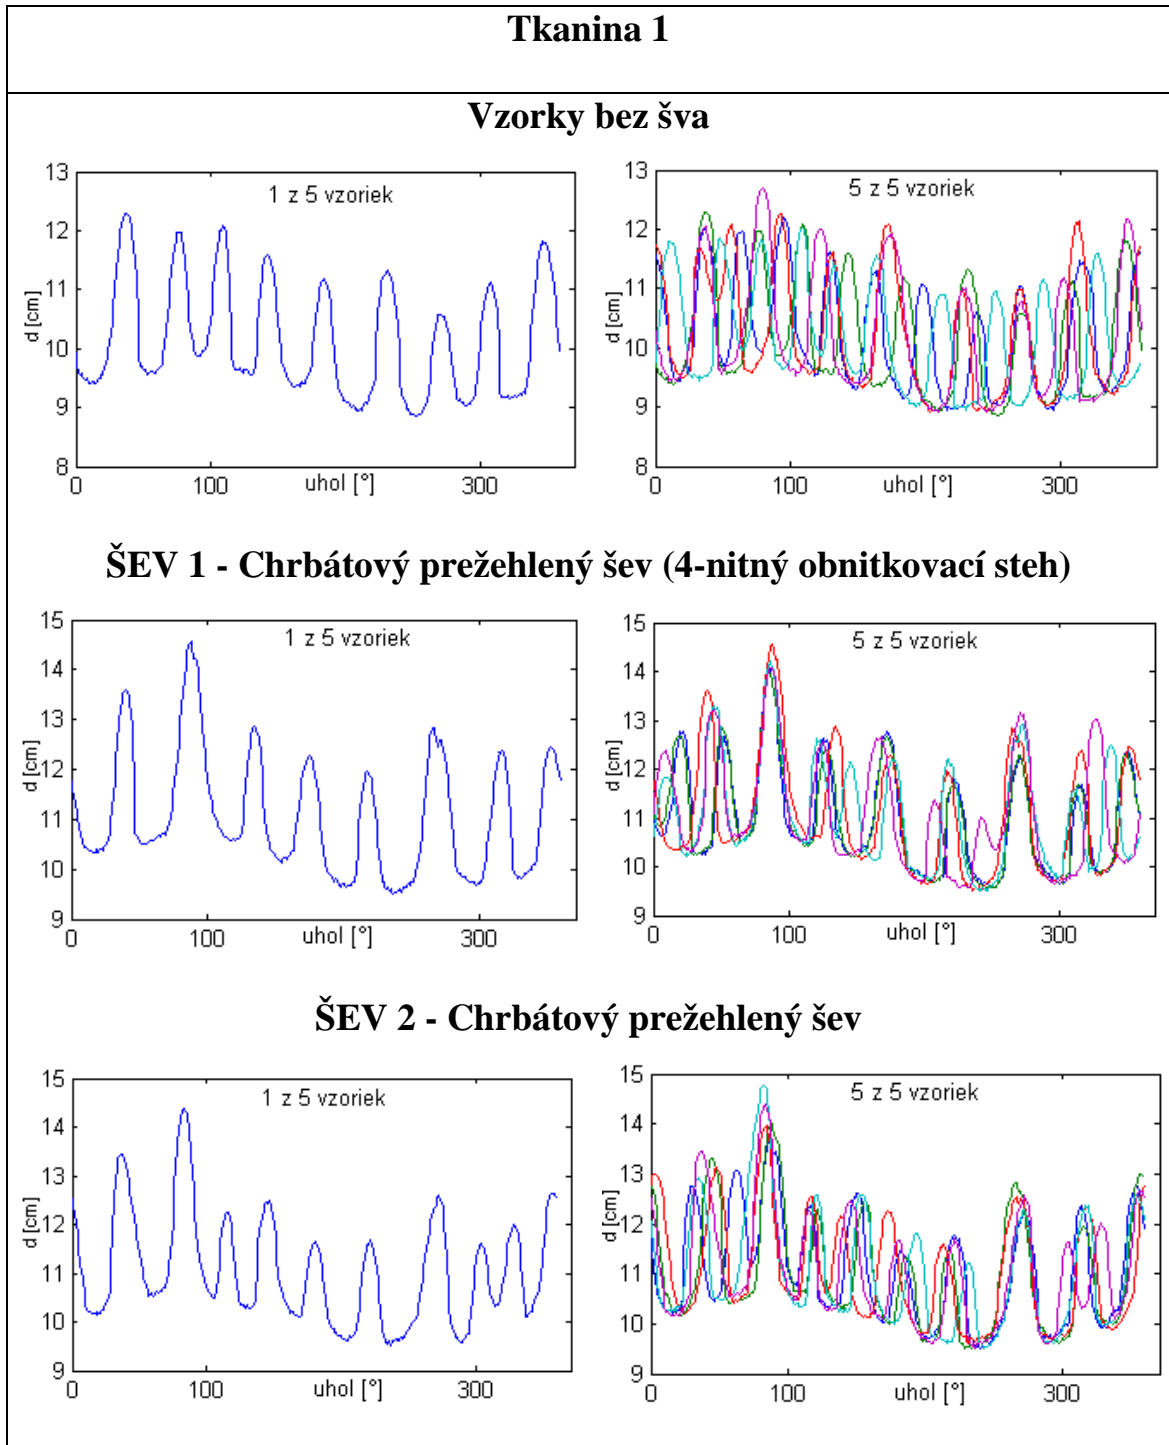 Tkanina 1
Vzorky bez šva
13
12
11
10
9
8
d [cm]
1 z 5 vzoriek
0
100
uhol [°]
300
13
12
11
10
9
8
d [cm]
5 z 5 vzoriek
0
100
uhol [°]
300
ŠEV 1 - Chrbátový prežehlený šev (4-nitný obnitkovací steh)
15
14
13
12
11
10
9
d [cm]
1 z 5 vzoriek
0
100
uhol [°]
300
15
14
13
12
11
10
9
d [cm]
5 z 5 vzoriek
0
100
uhol [°]
300
ŠEV 2 - Chrbátový prežehlený šev
15
14
13
12
11
10
9
d [cm]
1 z 5 vzoriek
0
100
uhol [°]
300
15
14
13
12
11
10
9
d [cm]
5 z 5 vzoriek
0
100
uhol [°]
300